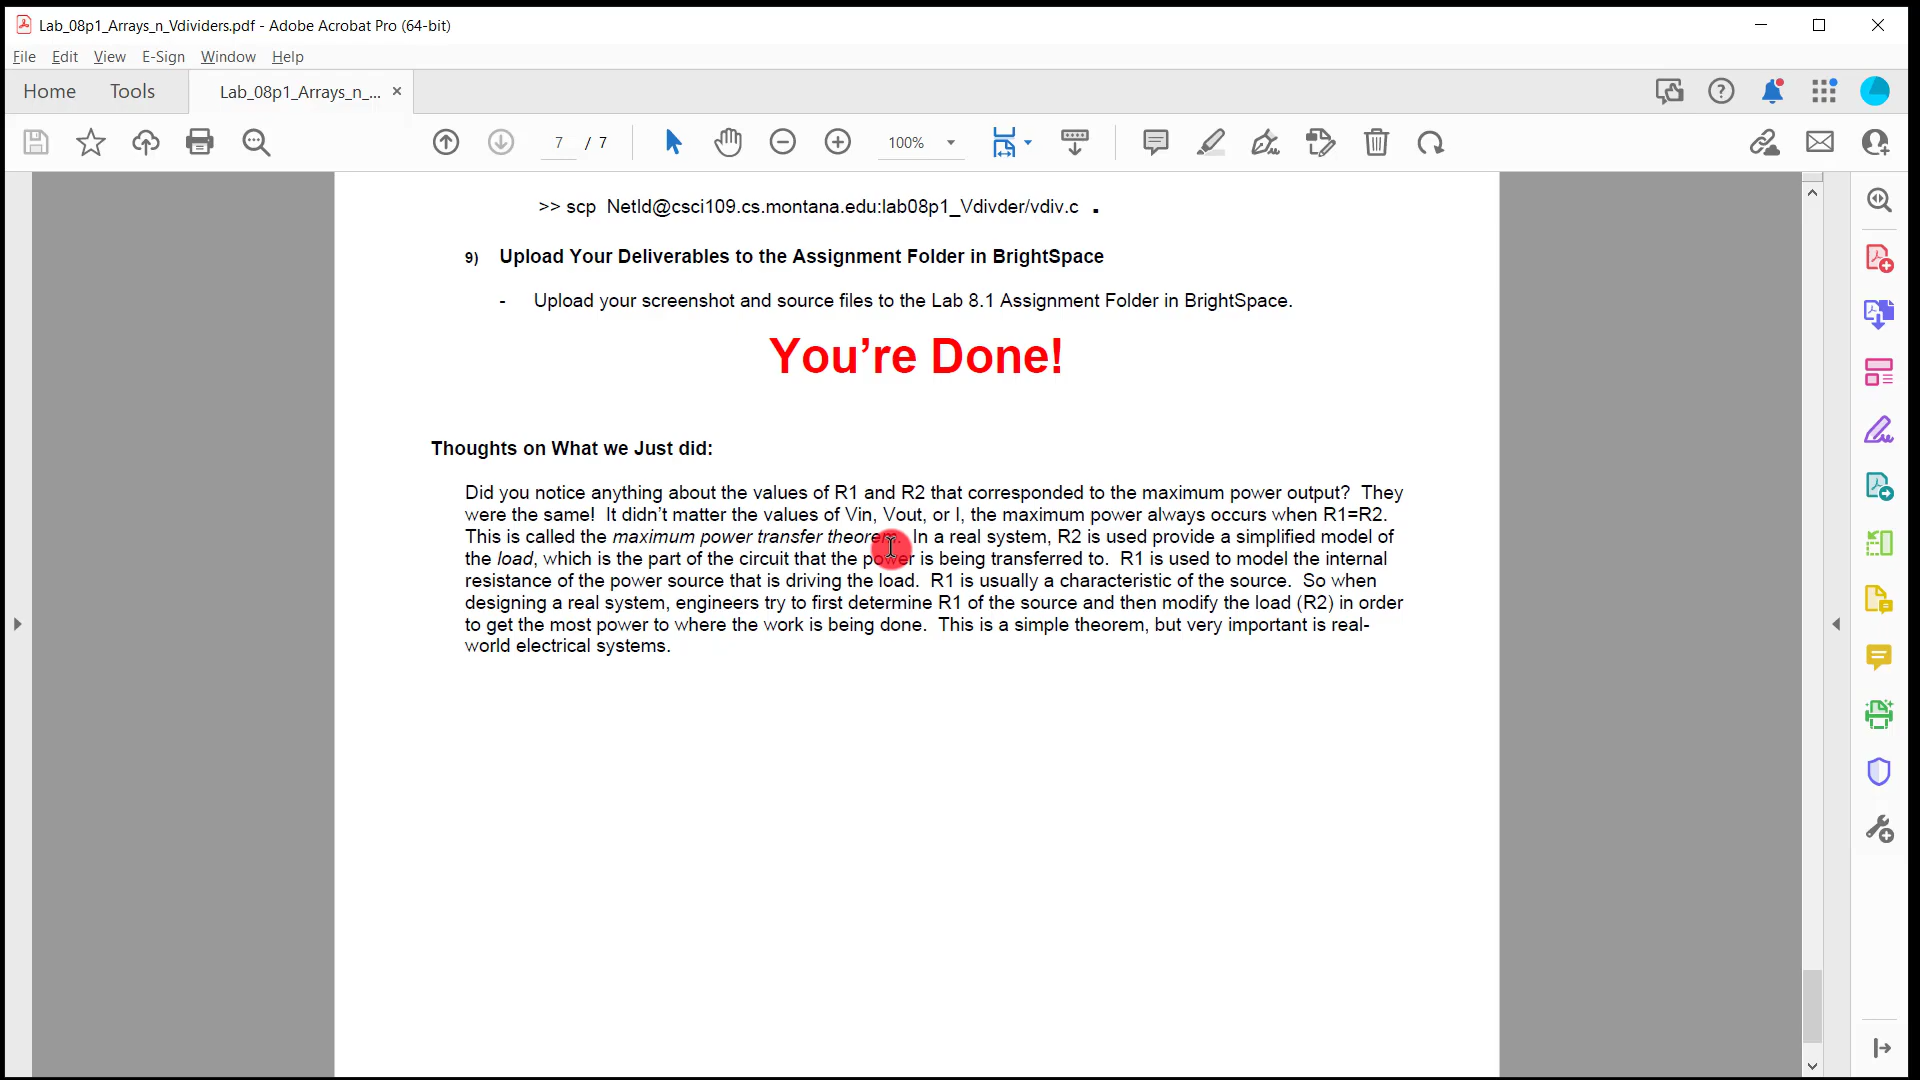 Lab_08p1_Arrays_n_Vdividers.pdf - Adobe Acrobat Pro (64-bit)
File Edit View E-Sign Window Help
Home Tools Lab_08p1_Arrays_n_... ×
7 / 7 100%
>> scp NetId@csci109.cs.montana.edu:lab08p1_Vdivder/vdiv.c .
9) Upload Your Deliverables to the Assignment Folder in BrightSpace
- Upload your screenshot and source files to the Lab 8.1 Assignment Folder in BrightSpace.
You’re Done!
Thoughts on What we Just did:
Did you notice anything about the values of R1 and R2 that corresponded to the maximum power output? They
were the same! It didn’t matter the values of Vin, Vout, or I, the maximum power always occurs when R1=R2.
This is called the maximum power transfer theorem. In a real system, R2 is used provide a simplified model of
the load, which is the part of the circuit that the power is being transferred to. R1 is used to model the internal
resistance of the power source that is driving the load. R1 is usually a characteristic of the source. So when
designing a real system, engineers try to first determine R1 of the source and then modify the load (R2) in order
to get the most power to where the work is being done. This is a simple theorem, but very important is real-
world electrical systems.